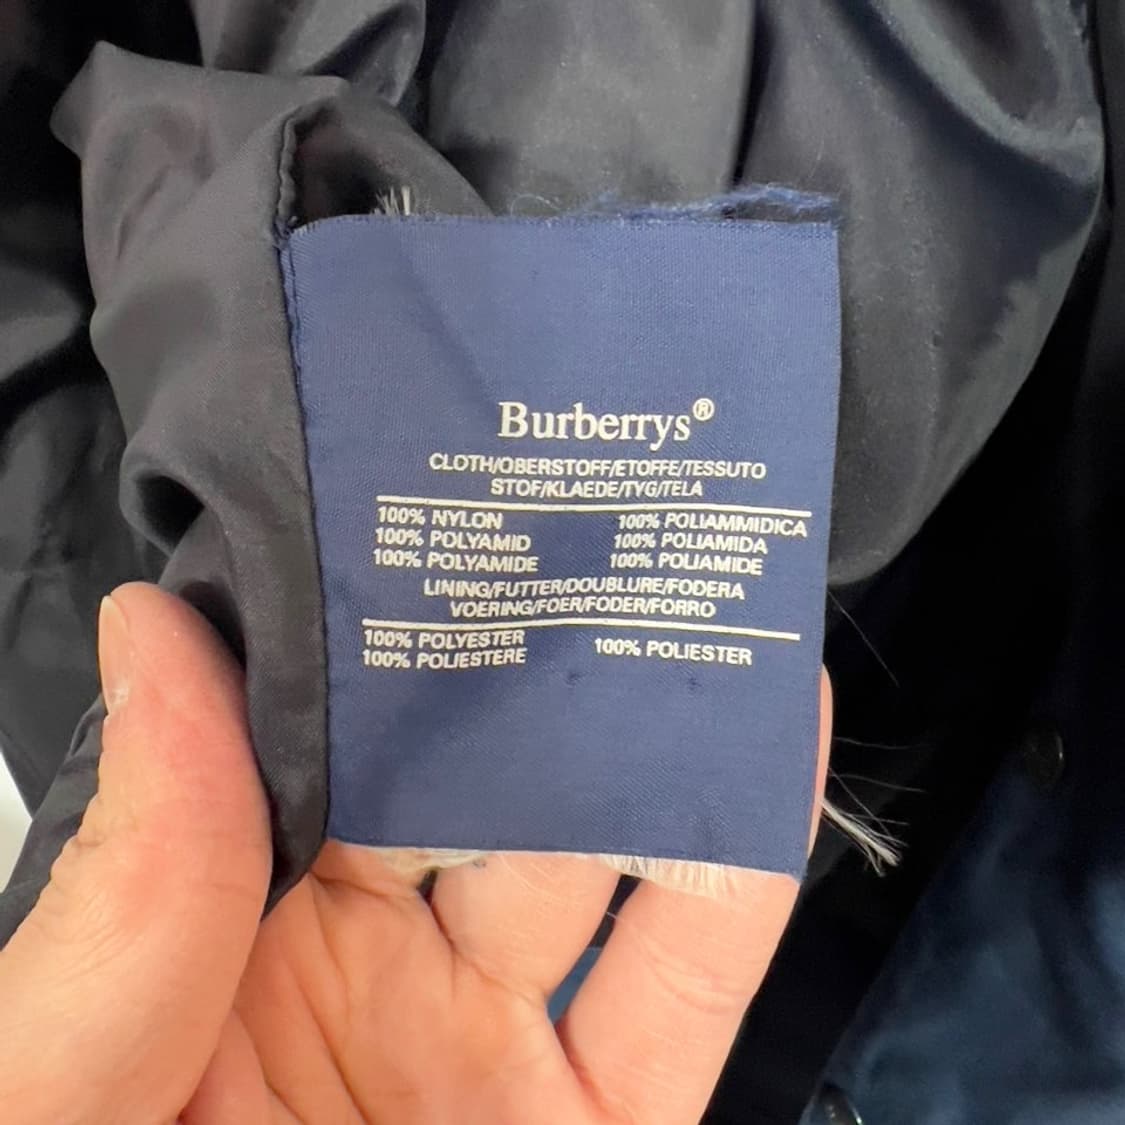 Burberrys®
CLOTH/OBERSTOFF/ETOFFE/TESSUTO
STOF/KLAEDE/TYG/TELA
100% NYLON 100% POLIAMMIDICA
100% POLYAMID 100% POLIAMIDA
100% POLYAMIDE 100% POLIAMIDE
LINING/FUTTER/DOUBLURE/FODERA
VOERING/FOER/FODER/FORRO
100% POLYESTER 100% POLIESTER
100% POLIESTERE